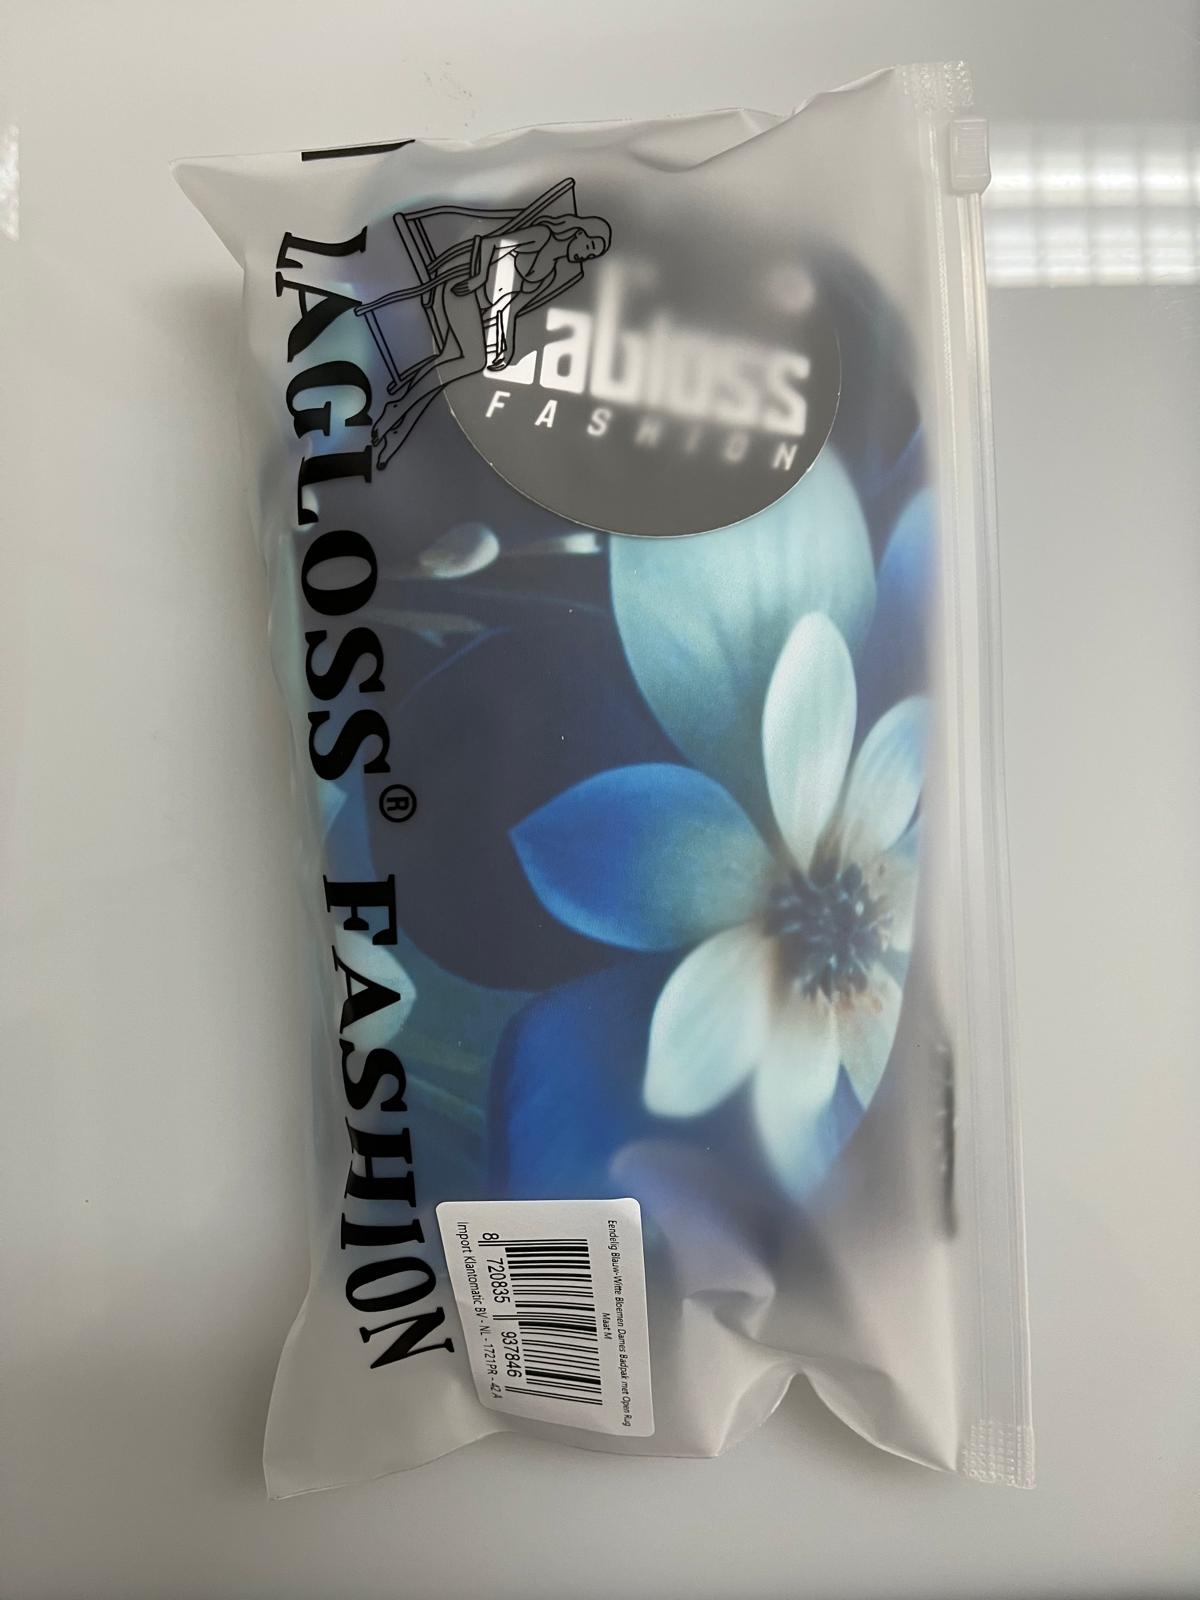 LAGLOSS® FASHION
Lagloss
FASHION
Eendelig Blauw-Witte Bloemen Dames Badpak met Open Rug
Maat M
8 720835 937846
Import Klantomatic BV - NL - 1721PR - 42 A